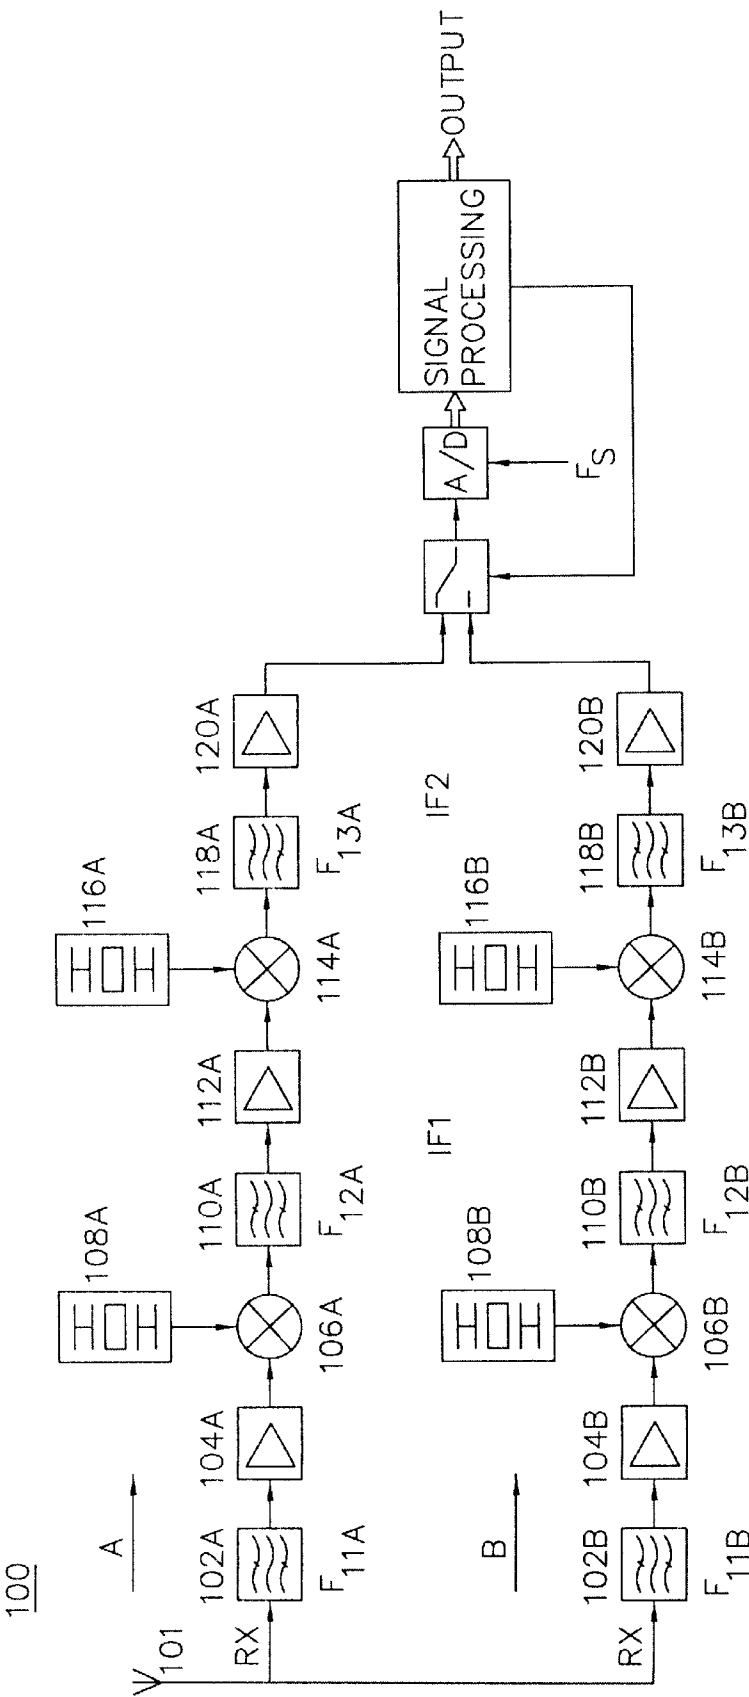 100
101
A
RX
102A
F11A
104A
106A
108A
110A
F12A
112A
114A
116A
118A
F13A
120A
IF1
IF2
B
RX
102B
F11B
104B
106B
108B
110B
F12B
112B
114B
116B
118B
F13B
120B
A/D
FS
SIGNAL
PROCESSING
OUTPUT